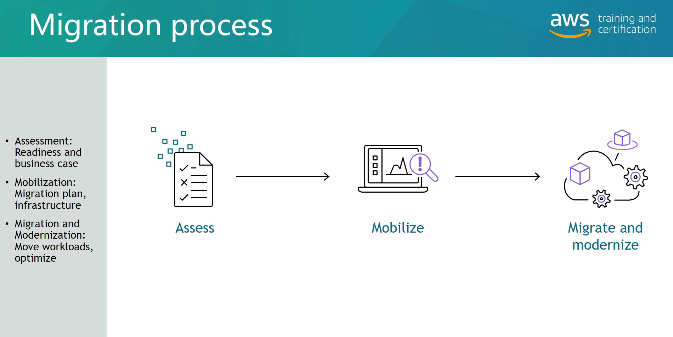 Migration process
aws training and
certification
• Assessment:
Readiness and
business case
• Mobilization:
Migration plan,
infrastructure
• Migration and
Modernization:
Move workloads,
optimize
Assess
Mobilize
Migrate and
modernize